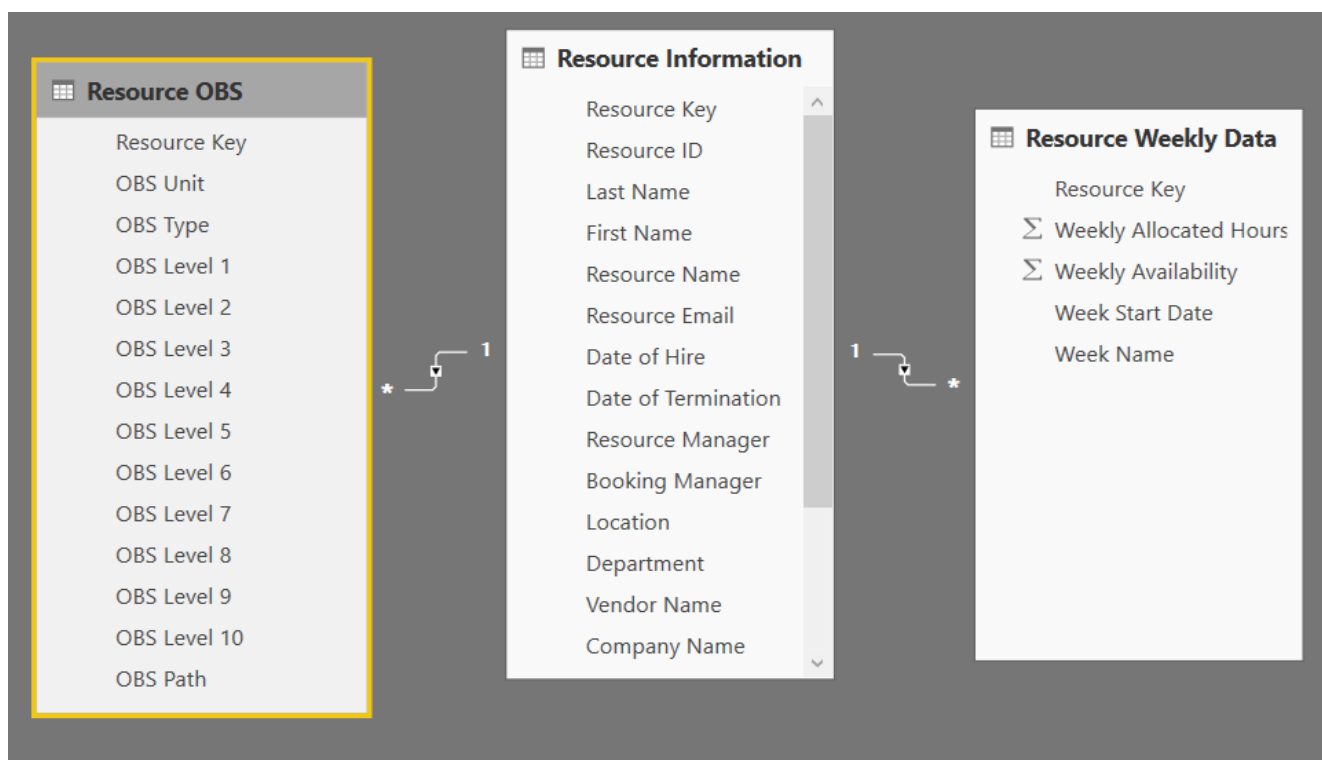 Resource OBS
Resource Key
OBS Unit
OBS Type
OBS Level 1
OBS Level 2
OBS Level 3
OBS Level 4
OBS Level 5
OBS Level 6
OBS Level 7
OBS Level 8
OBS Level 9
OBS Level 10
OBS Path
* 1
Resource Information
Resource Key
Resource ID
Last Name
First Name
Resource Name
Resource Email
Date of Hire
Date of Termination
Resource Manager
Booking Manager
Location
Department
Vendor Name
Company Name
1 *
Resource Weekly Data
Resource Key
Σ Weekly Allocated Hours
Σ Weekly Availability
Week Start Date
Week Name